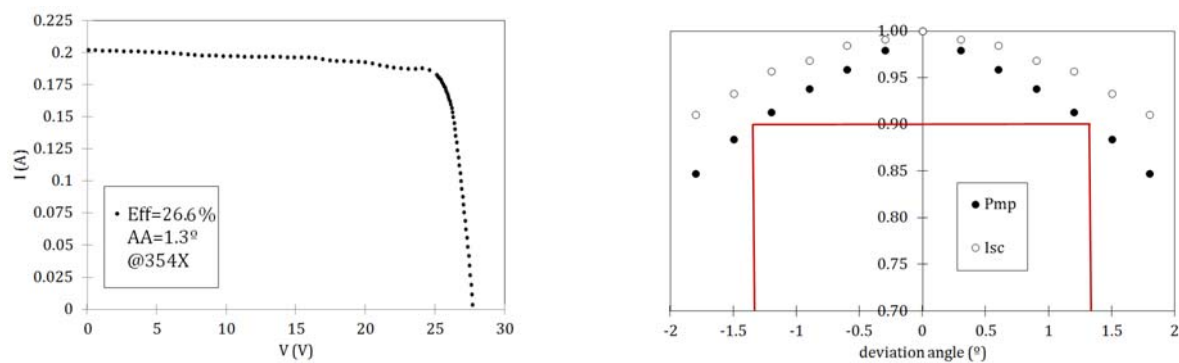 0.225
0.2
0.175
0.15
0.125
0.1
0.075
0.05
0.025
0
I (A)
Eff=26.6%
AA=1.3º
@354X
0 5 10 15 20 25 30
V (V)
1.00
0.95
0.90
0.85
0.80
0.75
0.70
Pmp
Isc
-2 -1.5 -1 -0.5 0 0.5 1 1.5 2
deviation angle (º)